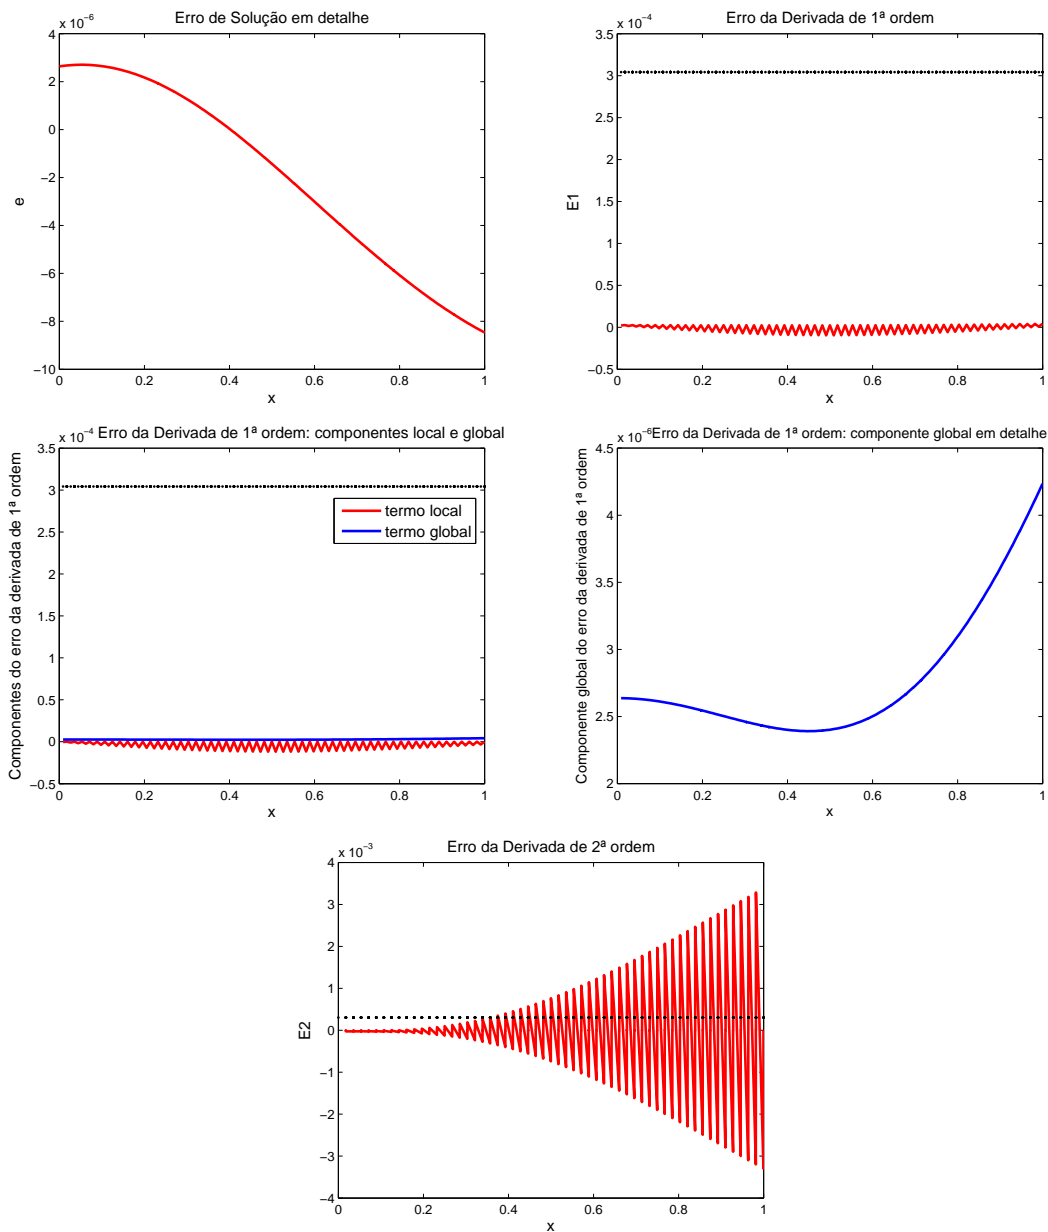 Erro de Solução em detalhe
x 10⁻⁶
4
2
0
−2
−4
−6
−8
−10
0 0.2 0.4 0.6 0.8 1
e
x
Erro da Derivada de 1ª ordem
x 10⁻⁴
3.5
3
2.5
2
1.5
1
0.5
0
−0.5
0 0.2 0.4 0.6 0.8 1
E1
x
x 10⁻⁴ Erro da Derivada de 1ª ordem: componentes local e global
3.5
3
2.5
2
1.5
1
0.5
0
−0.5
0 0.2 0.4 0.6 0.8 1
Componentes do erro da derivada de 1ª ordem
x
termo local
termo global
x 10⁻⁶ Erro da Derivada de 1ª ordem: componente global em detalhe
4.5
4
3.5
3
2.5
2
0 0.2 0.4 0.6 0.8 1
Componente global do erro da derivada de 1ª ordem
x
Erro da Derivada de 2ª ordem
x 10⁻³
4
3
2
1
0
−1
−2
−3
−4
0 0.2 0.4 0.6 0.8 1
E2
x